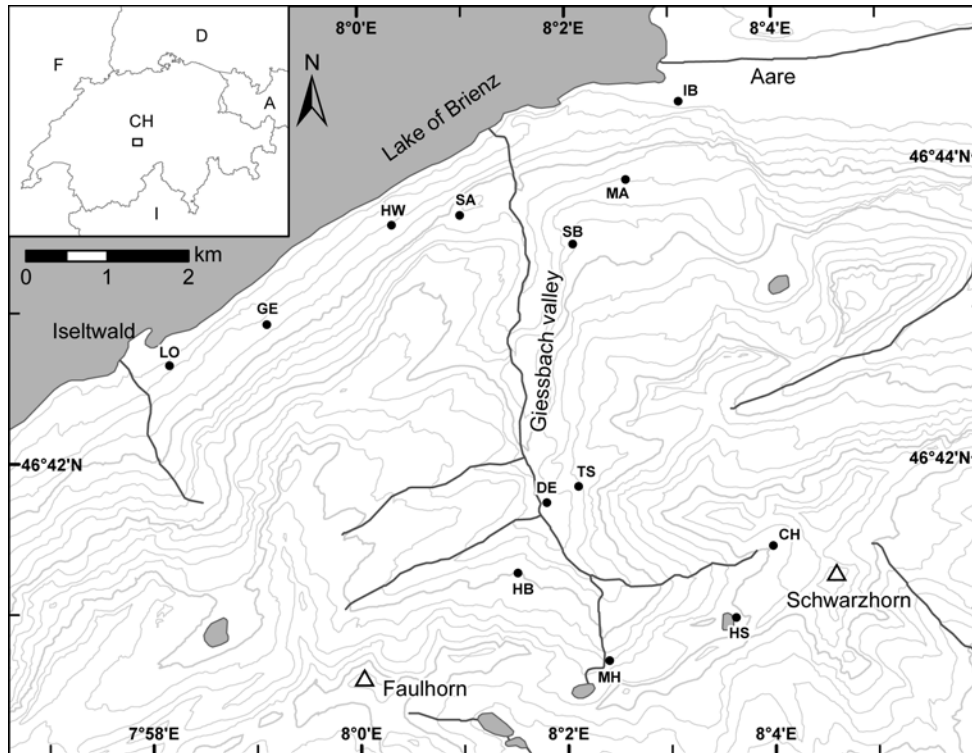 8°0'E
8°2'E
8°4'E
D
F
A
CH
I
N
Lake of Brienz
Aare
IB
46°44'N
MA
SA
HW
SB
km
0 1 2
GE
Iseltwald
LO
Giessbach valley
46°42'N
46°42'N
TS
DE
CH
HB
Schwarzhorn
HS
MH
Faulhorn
7°58'E
8°0'E
8°2'E
8°4'E